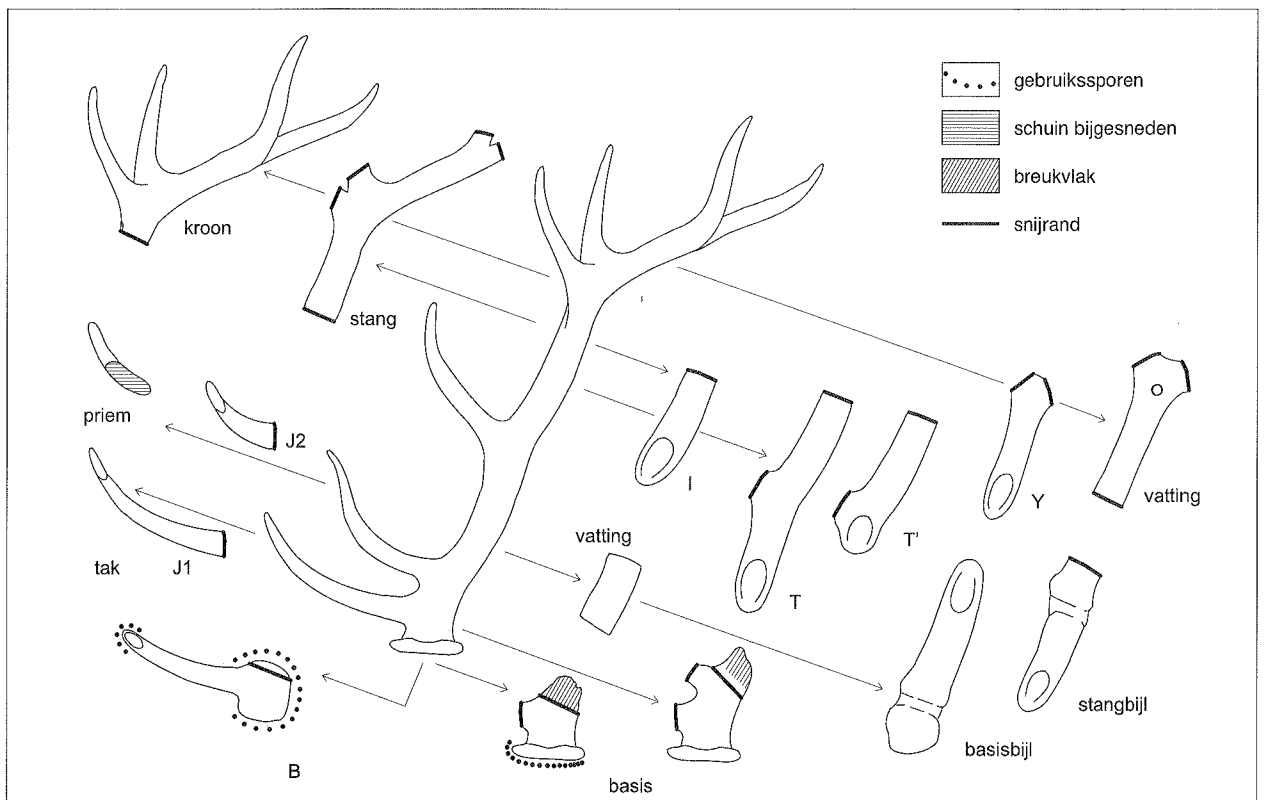 gebruikssporen
schuin bijgesneden
breukvlak
snijrand
kroon
stang
priem
J2
tak
J1
I
T
T'
Y
vatting
vatting
B
basis
basisbijl
stangbijl